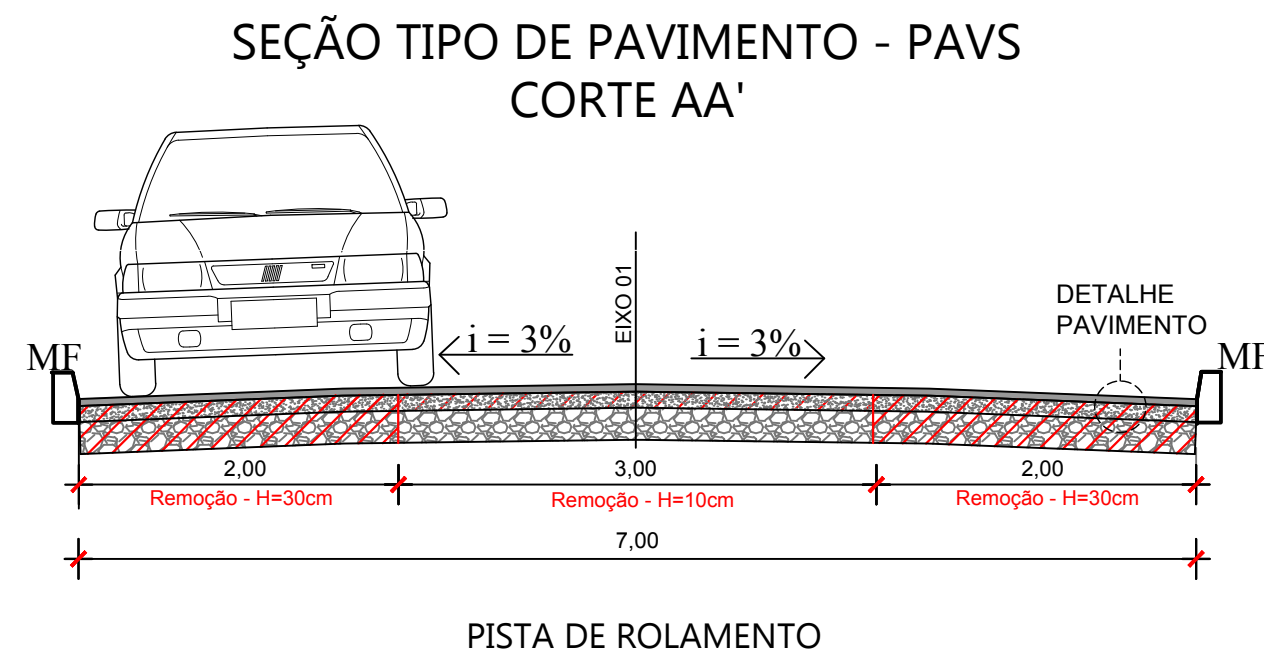 SEÇÃO TIPO DE PAVIMENTO - PAVS
CORTE AA'
EIXO 01
DETALHE
PAVIMENTO
i = 3%
i = 3%
MF
MF
2,00
3,00
2,00
Remoção - H=30cm
Remoção - H=10cm
Remoção - H=30cm
7,00
PISTA DE ROLAMENTO